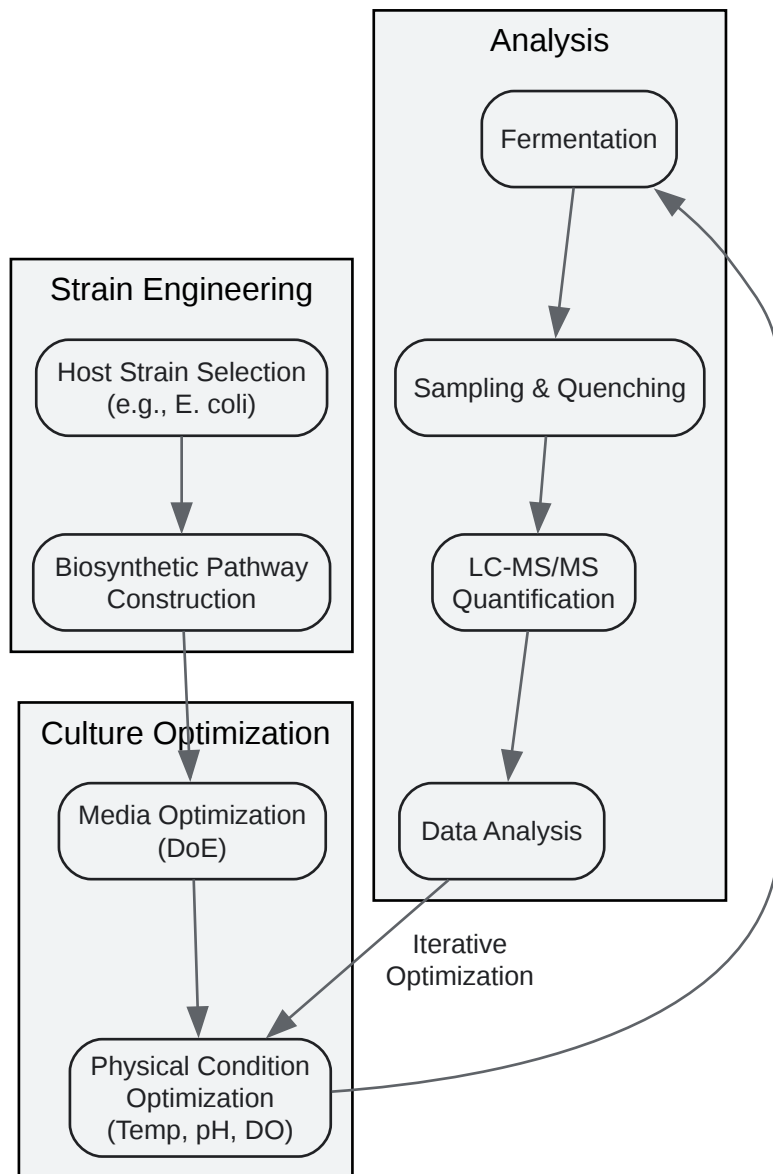 Analysis
Fermentation
Strain Engineering
Host Strain Selection
(e.g., E. coli)
Sampling & Quenching
Biosynthetic Pathway
Construction
LC-MS/MS
Quantification
Culture Optimization
Media Optimization
(DoE)
Data Analysis
Iterative
Optimization
Physical Condition
Optimization
(Temp, pH, DO)